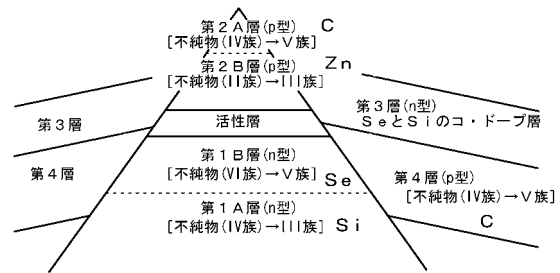 第2A層(p型) C
[不純物(IV族)→V族]
第2B層(p型) Zn
[不純物(II族)→III族]
第3層
活性層
第3層(n型)
SeとSiのコ・ドープ層
第4層
第1B層(n型)
[不純物(VI族)→V族] Se
第4層(p型)
[不純物(IV族)→V族]
C
第1A層(n型)
[不純物(IV族)→III族] Si